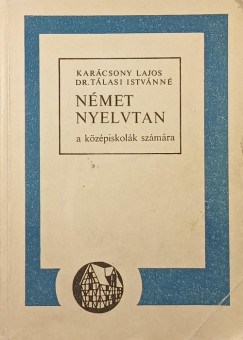 KARÁCSONY LAJOS
DR. TÁLASI ISTVÁNNÉ
NÉMET
NYELVTAN
a középiskolák számára